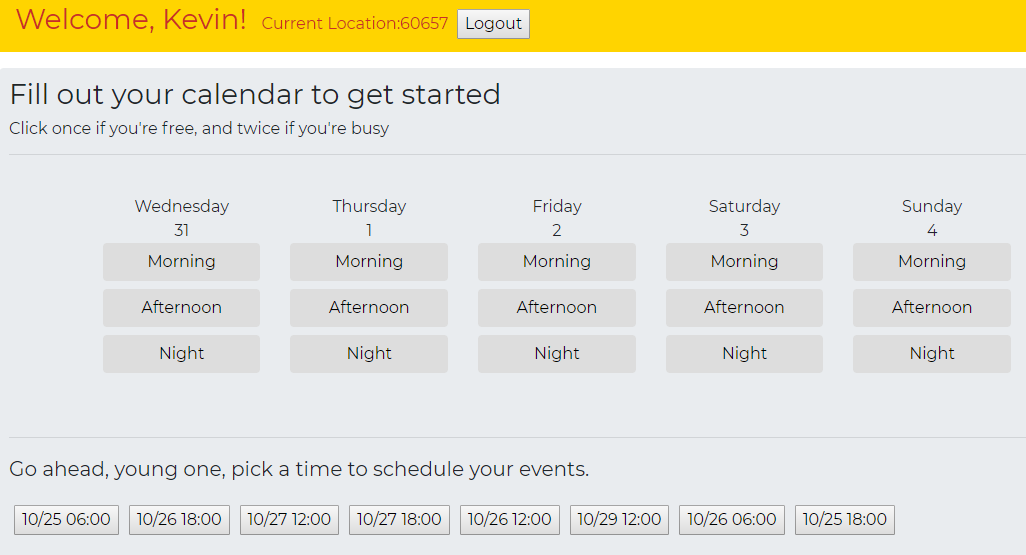 Welcome, Kevin! Current Location:60657 Logout
Fill out your calendar to get started
Click once if you're free, and twice if you're busy
Wednesday Thursday Friday Saturday Sunday
31 1 2 3 4
Morning Morning Morning Morning Morning
Afternoon Afternoon Afternoon Afternoon Afternoon
Night Night Night Night Night
Go ahead, young one, pick a time to schedule your events.
10/25 06:00 10/26 18:00 10/27 12:00 10/27 18:00 10/26 12:00 10/29 12:00 10/26 06:00 10/25 18:00